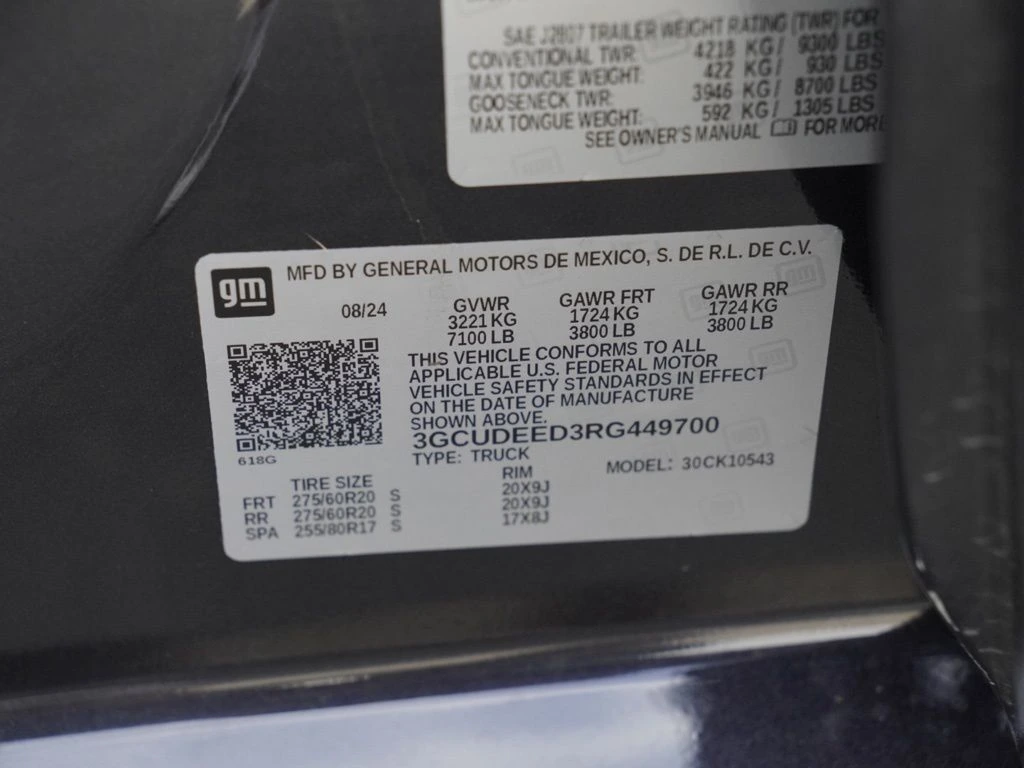 SAE J2807 TRAILER WEIGHT RATING (TWR) FOR
CONVENTIONAL TWR: 4218 KG/ 9300 LBS
MAX TONGUE WEIGHT: 422 KG/ 930 LBS
GOOSENECK TWR: 3946 KG/ 8700 LBS
MAX TONGUE WEIGHT: 592 KG/ 1305 LBS
SEE OWNER'S MANUAL FOR MORE
gm
MFD BY GENERAL MOTORS DE MEXICO, S. DE R.L. DE C.V.
08/24 GVWR GAWR FRT GAWR RR
3221 KG 1724 KG 1724 KG
7100 LB 3800 LB 3800 LB
THIS VEHICLE CONFORMS TO ALL
APPLICABLE U.S. FEDERAL MOTOR
VEHICLE SAFETY STANDARDS IN EFFECT
ON THE DATE OF MANUFACTURE
SHOWN ABOVE.
3GCUDEED3RG449700
618G
TYPE: TRUCK MODEL: 30CK10543
TIRE SIZE RIM
FRT 275/60R20 S 20X9J
RR 275/60R20 S 20X9J
SPA 255/80R17 S 17X8J